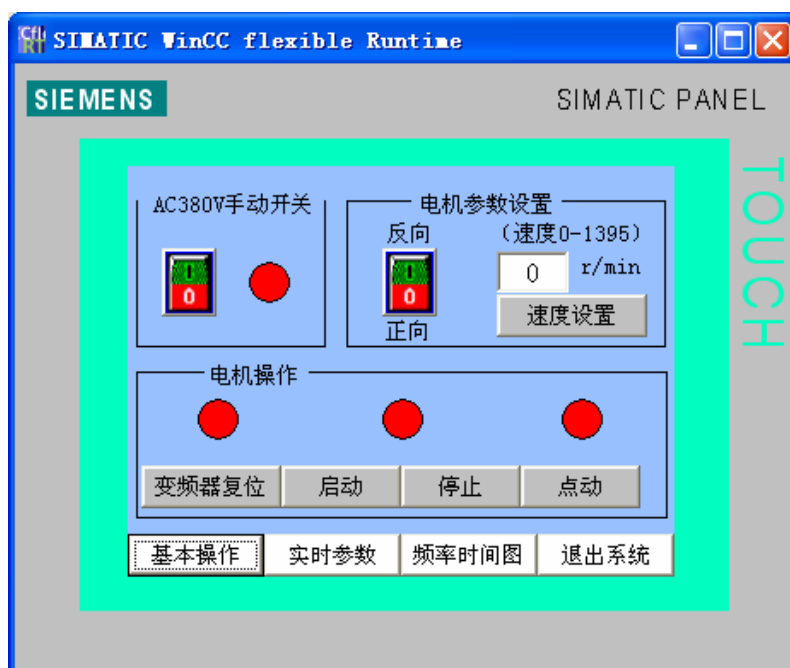 SIMATIC WinCC flexible Runtime
SIEMENS
SIMATIC PANEL
TOUCH
AC380V手动开关
电机参数设置
反向
(速度0-1395)
I
0
I
0
0
r/min
正向
速度设置
电机操作
变频器复位
启动
停止
点动
基本操作
实时参数
频率时间图
退出系统